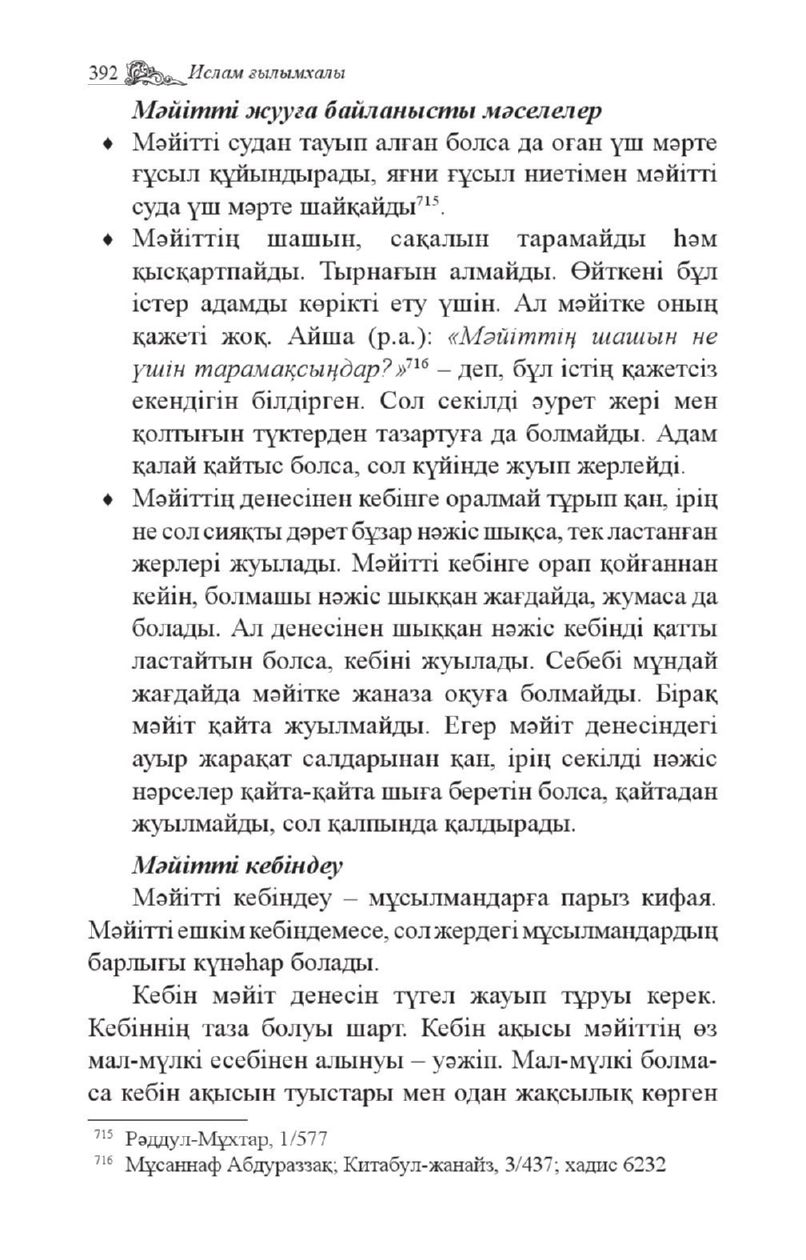 392 Ислам ғылымхалы
Мәйітті жууға байланысты мәселелер
♦ Мәйітті судан тауып алған болса да оған үш мәрте
ғұсыл құйындырады, яғни ғұсыл ниетімен мәйітті
суда үш мәрте шайқайды⁷¹⁵.
♦ Мәйіттің шашын, сақалын тарамайды һәм
қысқартпайды. Тырнағын алмайды. Өйткені бұл
істер адамды көрікті ету үшін. Ал мәйітке оның
қажеті жоқ. Айша (р.а.): «Мәйіттің шашын не
үшін тарамақсыңдар?»⁷¹⁶ – деп, бұл істің қажетсіз
екендігін білдірген. Сол секілді әурет жері мен
қолтығын түктерден тазартуға да болмайды. Адам
қалай қайтыс болса, сол күйінде жуып жерлейді.
♦ Мәйіттің денесінен кебінге оралмай тұрып қан, ірің
не сол сияқты дәрет бұзар нәжіс шықса, тек ластанған
жерлері жуылады. Мәйітті кебінге орап қойғаннан
кейін, болмашы нәжіс шыққан жағдайда, жумаса да
болады. Ал денесінен шыққан нәжіс кебінді қатты
ластайтын болса, кебіні жуылады. Себебі мұндай
жағдайда мәйітке жаназа оқуға болмайды. Бірақ
мәйіт қайта жуылмайды. Егер мәйіт денесіндегі
ауыр жарақат салдарынан қан, ірің секілді нәжіс
нәрселер қайта-қайта шыға беретін болса, қайтадан
жуылмайды, сол қалпында қалдырады.
Мәйітті кебіндеу
Мәйітті кебіндеу – мұсылмандарға парыз кифая.
Мәйітті ешкім кебіндемесе, сол жердегі мұсылмандардың
барлығы күнәһар болады.
Кебін мәйіт денесін түгел жауып тұруы керек.
Кебіннің таза болуы шарт. Кебін ақысы мәйіттің өз
мал-мүлкі есебінен алынуы – уәжіп. Мал-мүлкі болма-
са кебін ақысын туыстары мен одан жақсылық көрген
⁷¹⁵ Рәддул-Мұхтар, 1/577
⁷¹⁶ Мұсаннаф Абдураззақ; Китабул-жанайз, 3/437; хадис 6232